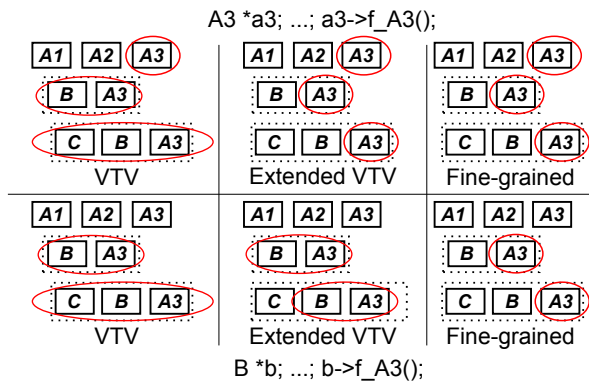 A3 *a3; ...; a3->f_A3();
A1 A2 A3 A1 A2 A3 A1 A2 A3
B A3 B A3 B A3
C B A3 C B A3 C B A3
VTV Extended VTV Fine-grained
A1 A2 A3 A1 A2 A3 A1 A2 A3
B A3 B A3 B A3
C B A3 C B A3 C B A3
VTV Extended VTV Fine-grained
B *b; ...; b->f_A3();